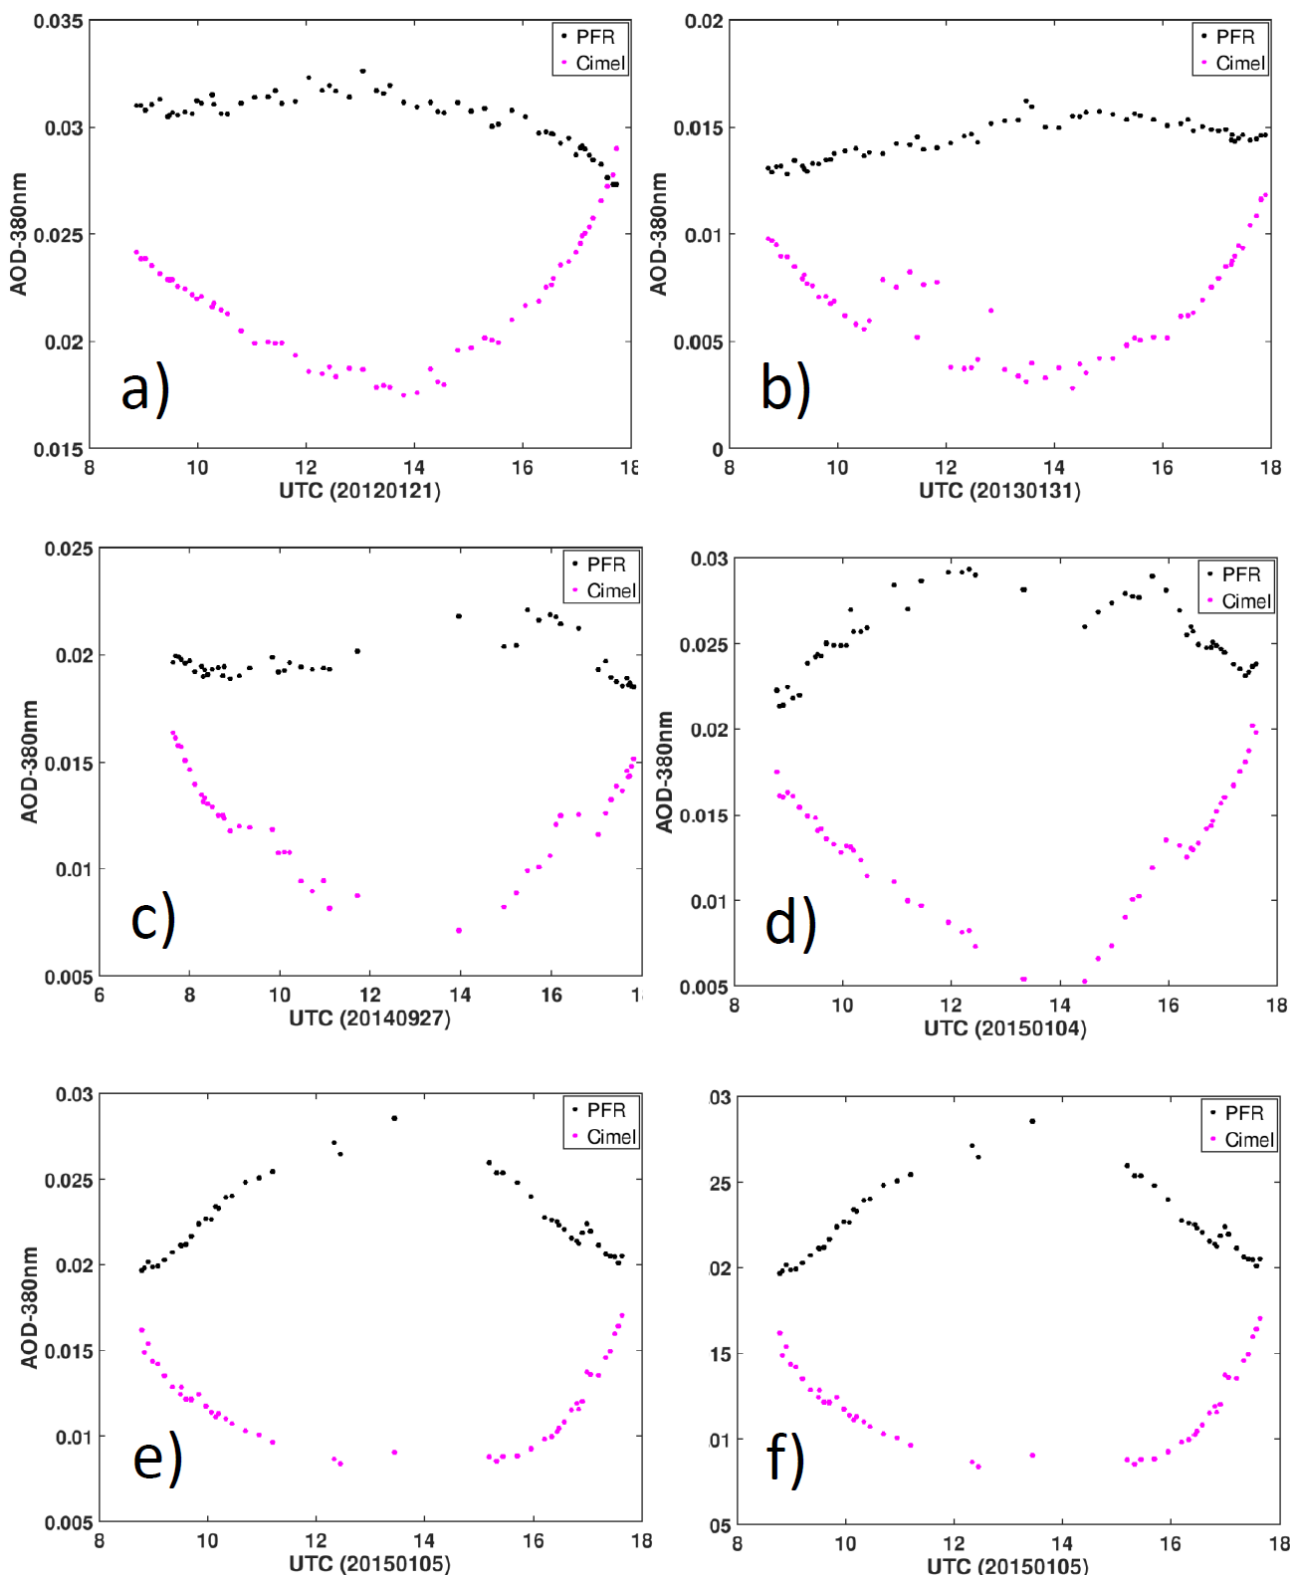 0.035
0.03
0.025
0.02
0.015
AOD-380nm
PFR
Cimel
a)
8 10 12 14 16 18
UTC (20120121)
0.02
0.015
0.01
0.005
0
AOD-380nm
PFR
Cimel
b)
8 10 12 14 16 18
UTC (20130131)
0.025
0.02
0.015
0.01
0.005
AOD-380nm
PFR
Cimel
c)
6 8 10 12 14 16
UTC (20140927)
0.03
0.025
0.02
0.015
0.01
0.005
AOD-380nm
PFR
Cimel
d)
8 10 12 14 16 18
UTC (20150104)
0.03
0.025
0.02
0.015
0.01
0.005
AOD-380nm
PFR
Cimel
e)
8 10 12 14 16 18
UTC (20150105)
.03
25
.02
15
.01
05
PFR
Cimel
f)
8 10 12 14 16 18
UTC (20150105)